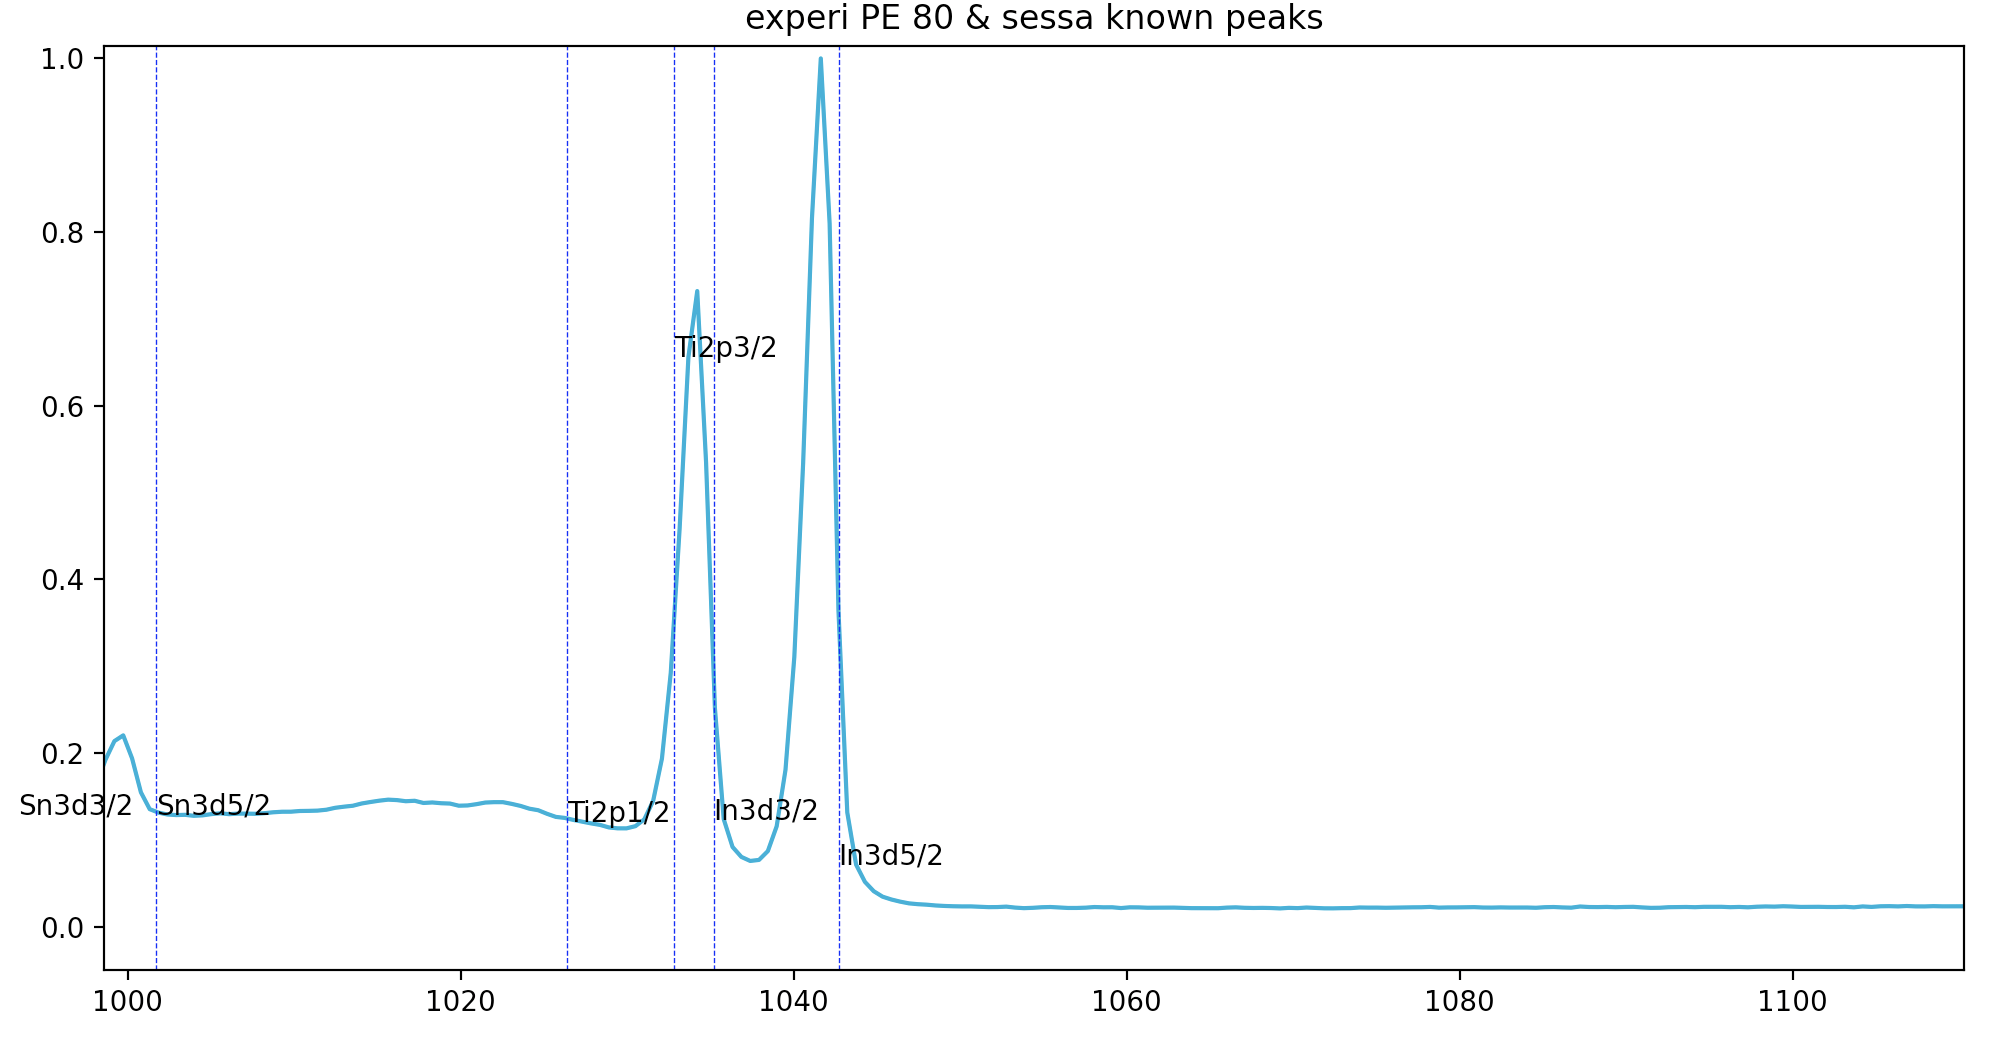 experi PE 80 & sessa known peaks
1.0
0.8
0.6
0.4
0.2
0.0
Ti2p3/2
Sn3d3/2
Sn3d5/2
Ti2p1/2
In3d3/2
In3d5/2
1000
1020
1040
1060
1080
1100